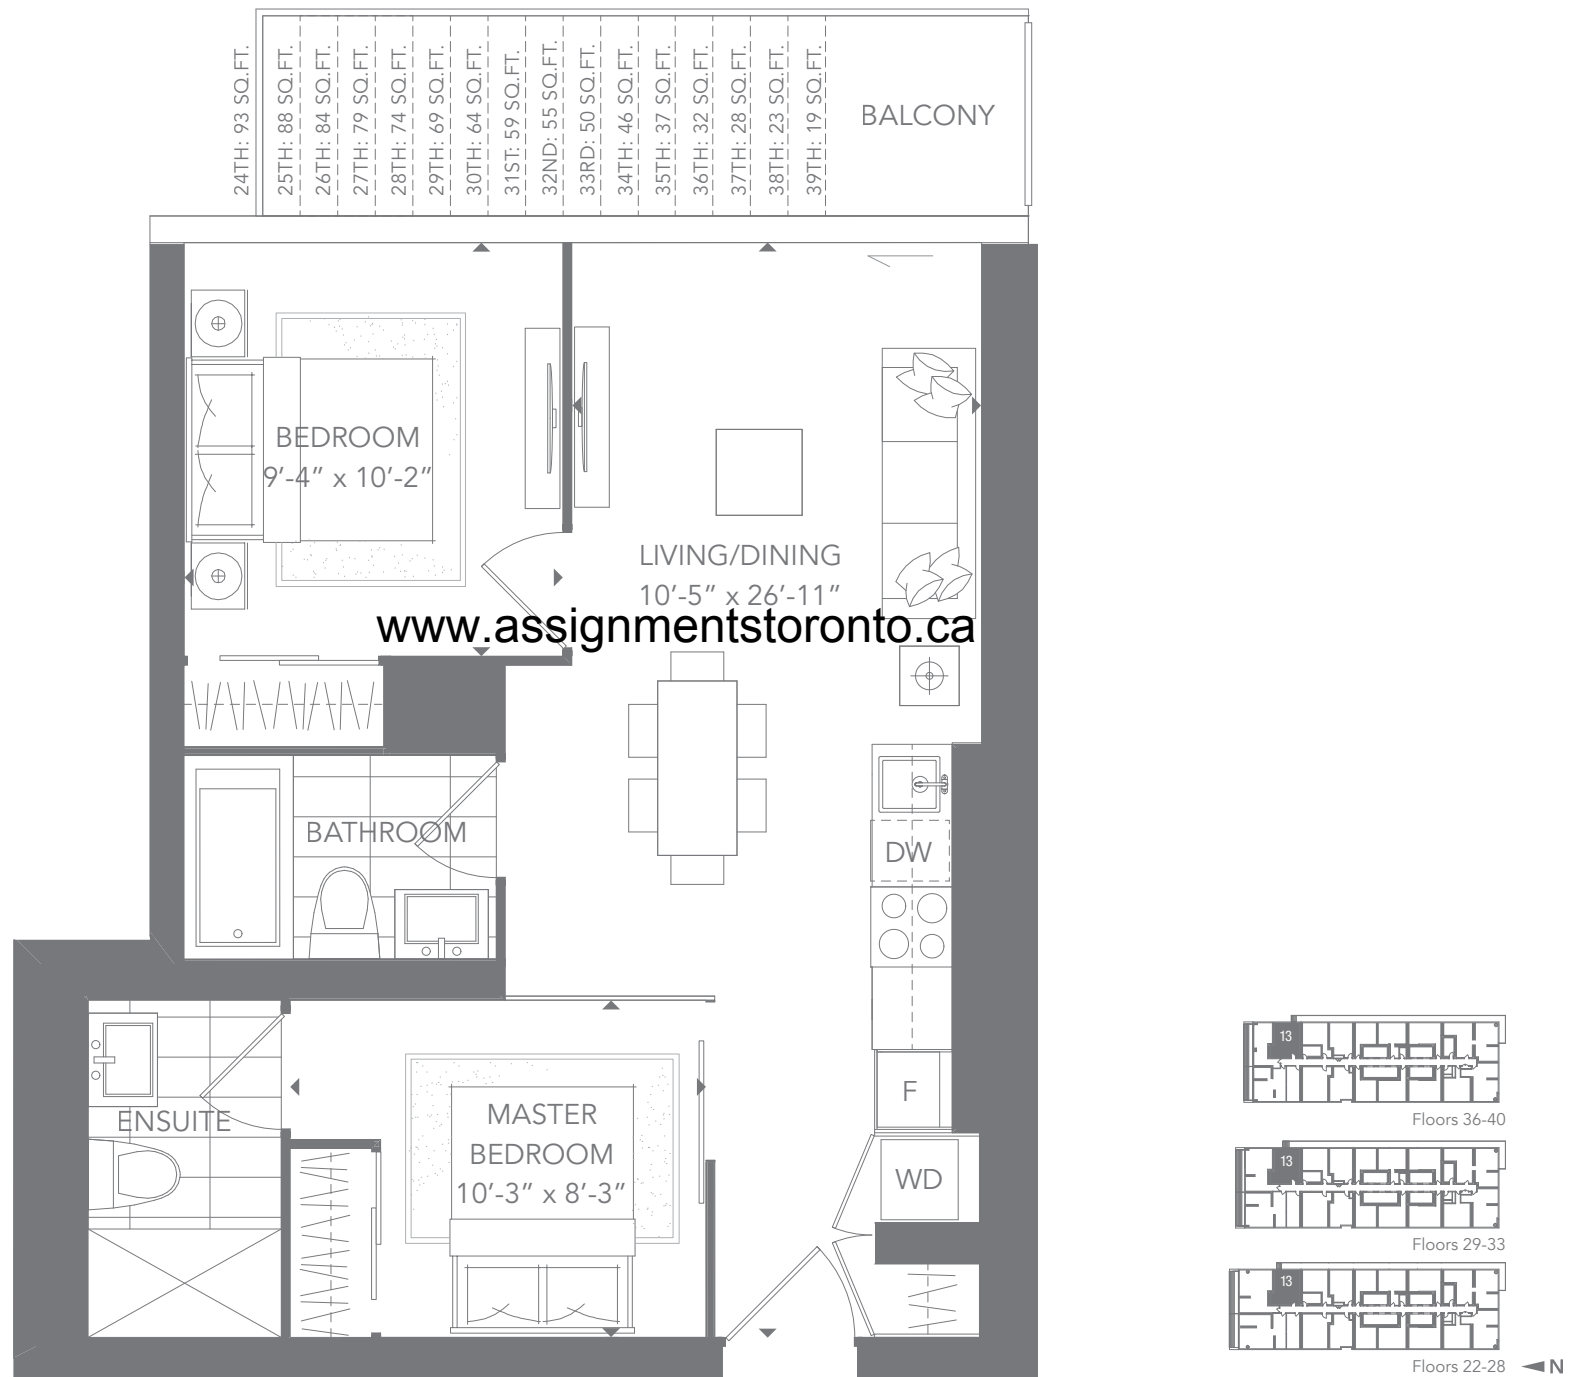 24TH: 93 SQ.FT.
25TH: 88 SQ.FT.
26TH: 84 SQ.FT.
27TH: 79 SQ.FT.
28TH: 74 SQ.FT.
29TH: 69 SQ.FT.
30TH: 64 SQ.FT.
31ST: 59 SQ.FT.
32ND: 55 SQ.FT.
33RD: 50 SQ.FT.
34TH: 46 SQ.FT.
35TH: 37 SQ.FT.
36TH: 32 SQ.FT.
37TH: 28 SQ.FT.
38TH: 23 SQ.FT.
39TH: 19 SQ.FT.
BALCONY
BEDROOM
9'-4" x 10'-2"
LIVING/DINING
10'-5" x 26'-11"
www.assignmentstoronto.ca
BATHROOM
DW
F
WD
ENSUITE
MASTER
BEDROOM
10'-3" x 8'-3"
13
Floors 36-40
13
Floors 29-33
13
Floors 22-28
N